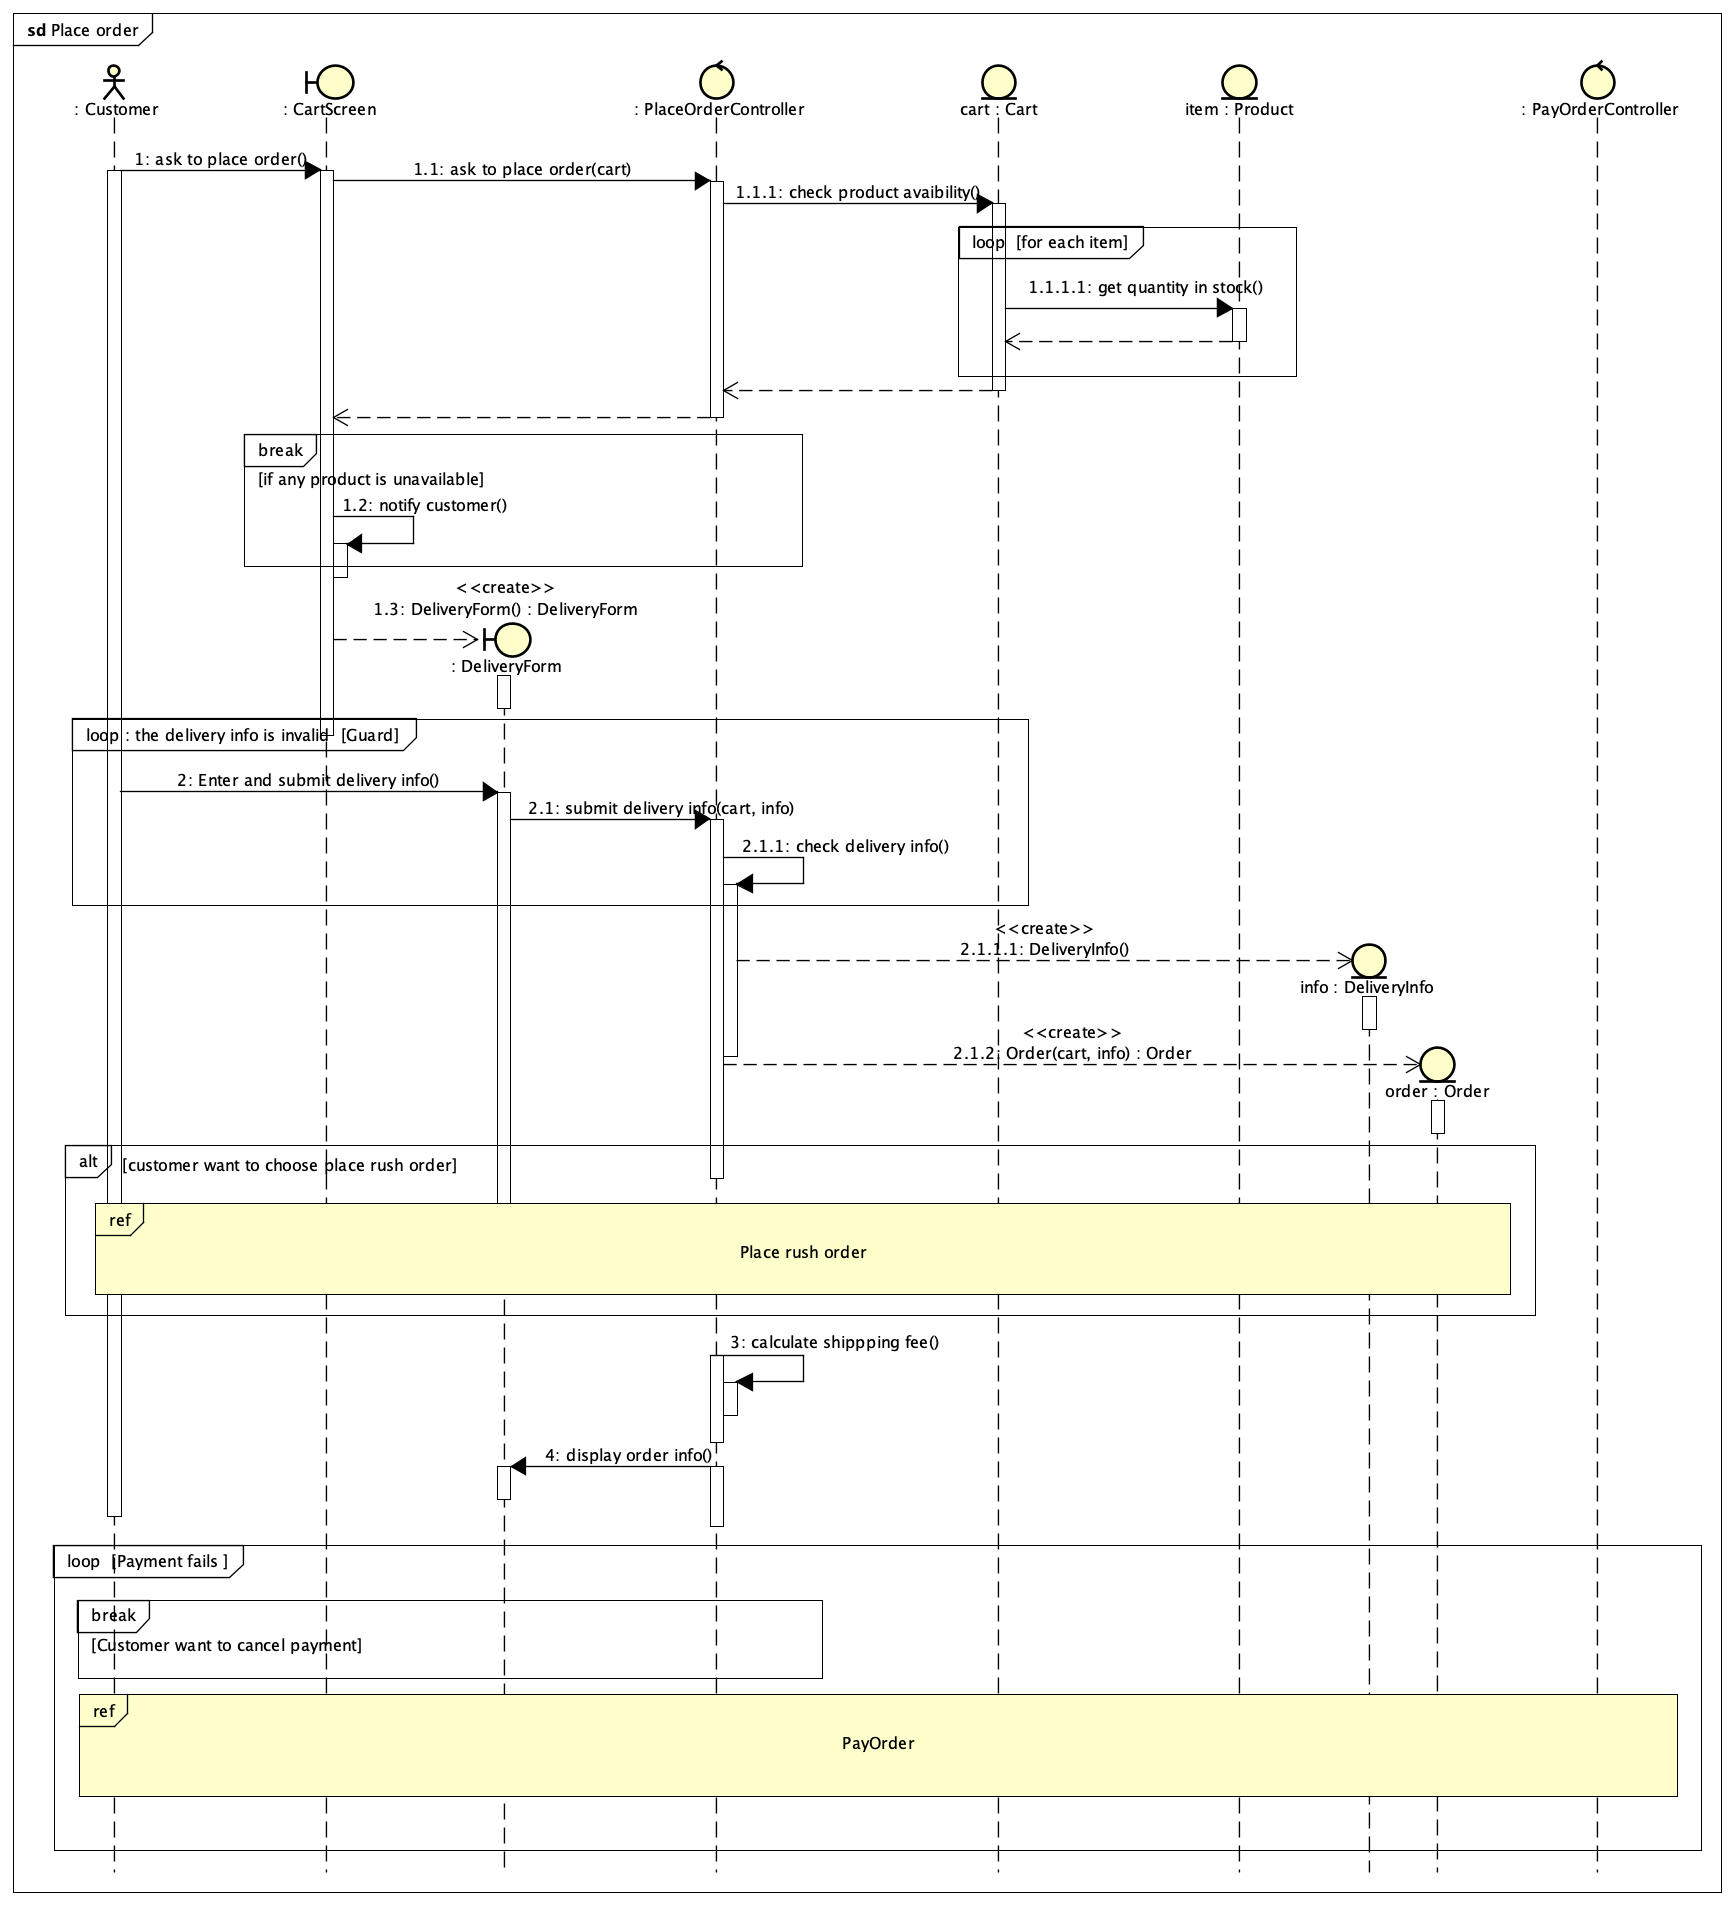 sd Place order
: Customer
: CartScreen
: PlaceOrderController
cart : Cart
item : Product
: PayOrderController
1: ask to place order()
1.1: ask to place order(cart)
1.1.1: check product avaibility()
loop [for each item]
1.1.1.1: get quantity in stock()
break
[if any product is unavailable]
1.2: notify customer()
<<create>>
1.3: DeliveryForm() : DeliveryForm
: DeliveryForm
loop : the delivery info is invalid [Guard]
2: Enter and submit delivery info()
2.1: submit delivery info(cart, info)
2.1.1: check delivery info()
<<create>>
2.1.1.1: DeliveryInfo()
info : DeliveryInfo
<<create>>
2.1.2: Order(cart, info) : Order
order : Order
alt [customer want to choose place rush order]
ref
Place rush order
3: calculate shippping fee()
4: display order info()
loop [Payment fails ]
break
[Customer want to cancel payment]
ref
PayOrder